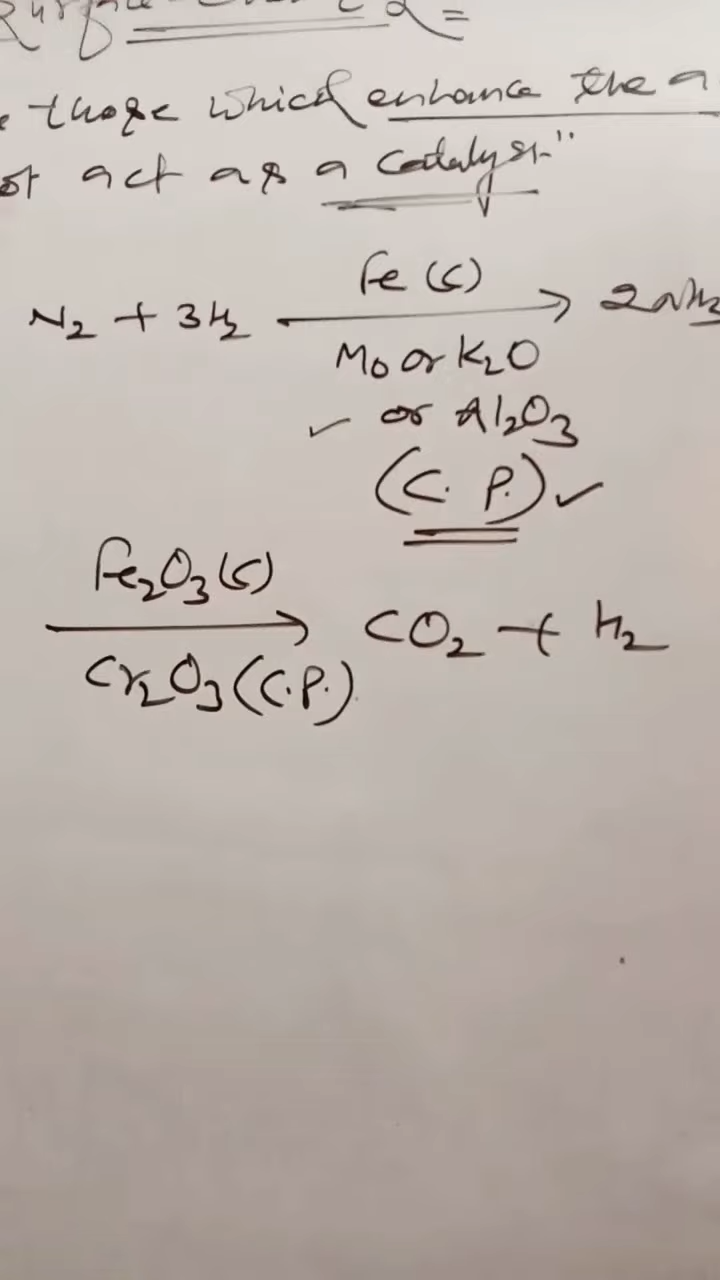 those which enhance the
act as a catalyst"
Fe (s)
N₂ + 3H₂ ⟶ 2NH₃
Mo or K₂O
✓ or Al₂O₃
(C. P.) ✓
Fe₂O₃(s)
⟶ CO₂ + H₂
Cr₂O₃(C.P.)